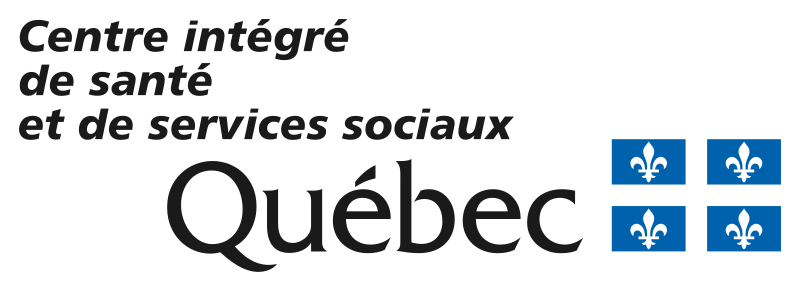 Centre intégré
de santé
et de services sociaux
Québec